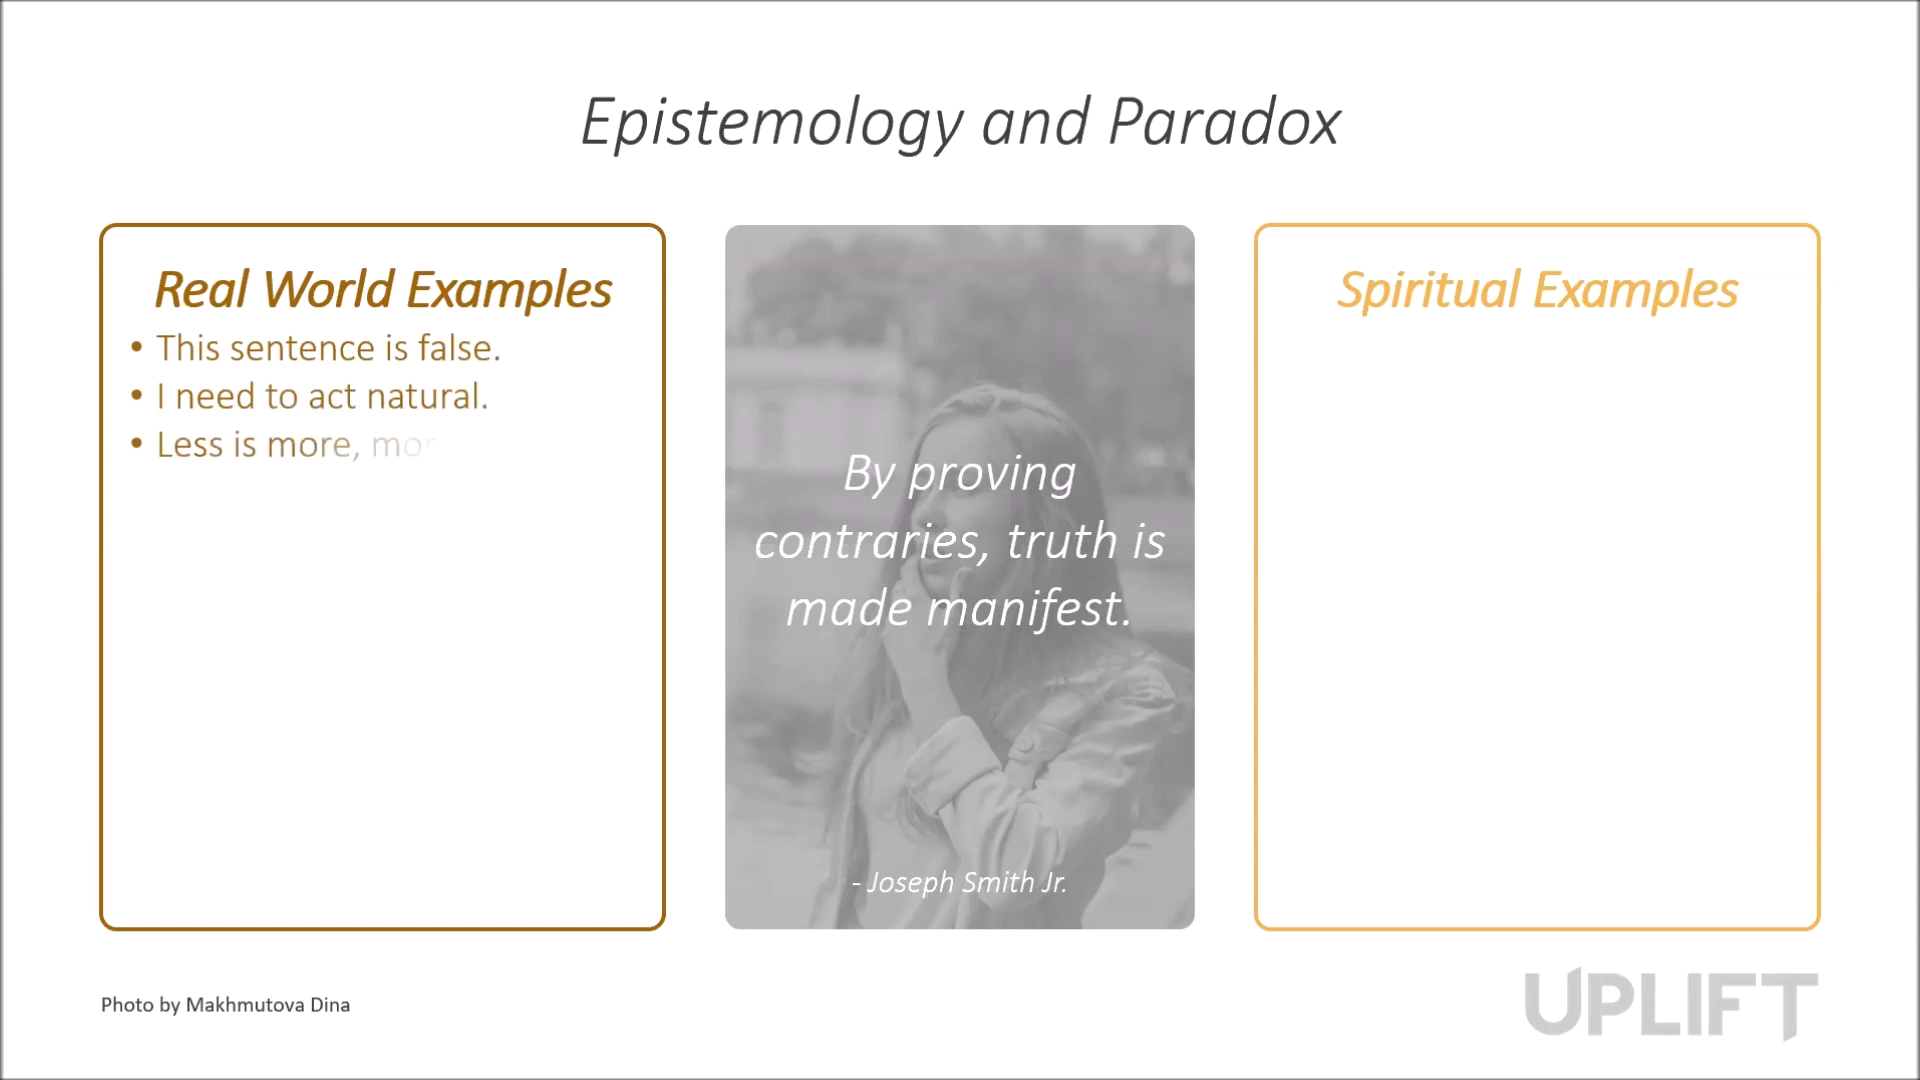 Epistemology and Paradox
Real World Examples
• This sentence is false.
• I need to act natural.
• Less is more,
By proving
contraries, truth is
made manifest.
- Joseph Smith Jr.
Spiritual Examples
Photo by Makhmutova Dina
UPLIFT